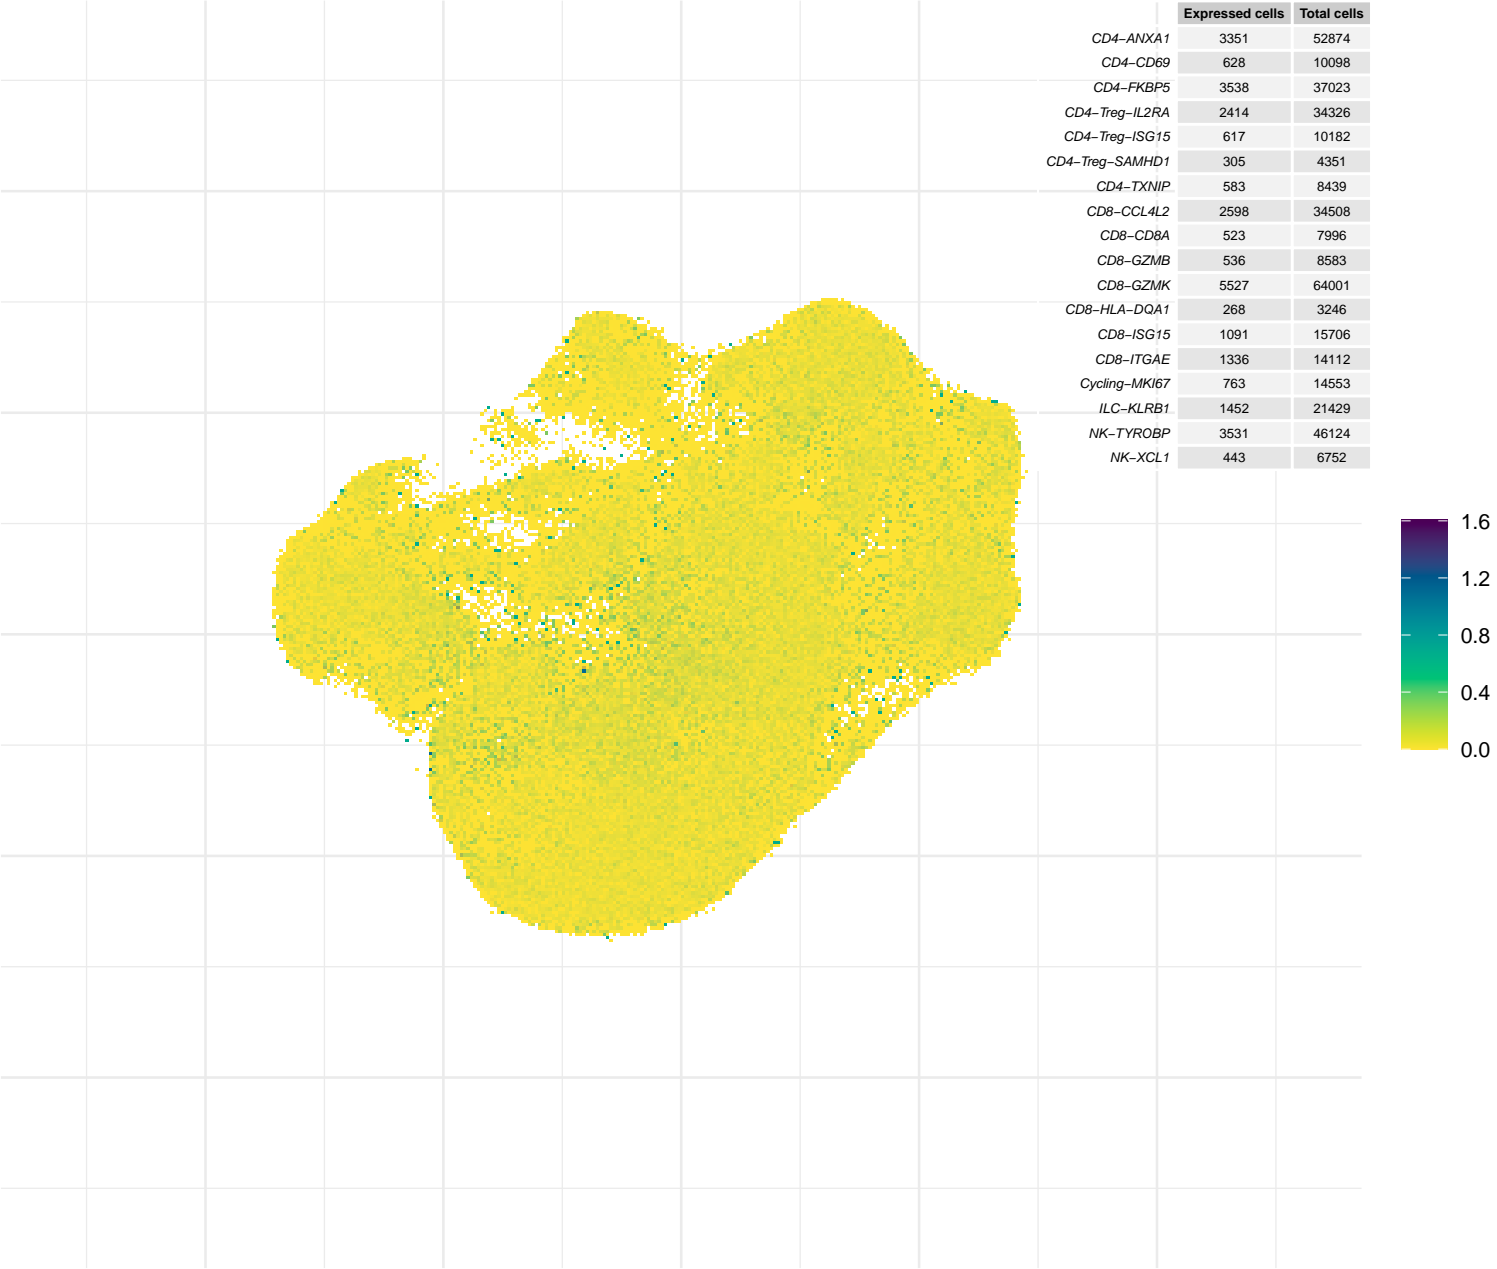 Expressed cells Total cells
CD4−ANXA1 3351 52874
CD4−CD69 628 10098
CD4−FKBP5 3538 37023
CD4−Treg−IL2RA 2414 34326
CD4−Treg−ISG15 617 10182
CD4−Treg−SAMHD1 305 4351
CD4−TXNIP 583 8439
CD8−CCL4L2 2598 34508
CD8−CD8A 523 7996
CD8−GZMB 536 8583
CD8−GZMK 5527 64001
CD8−HLA−DQA1 268 3246
CD8−ISG15 1091 15706
CD8−ITGAE 1336 14112
Cycling−MKI67 763 14553
ILC−KLRB1 1452 21429
NK−TYROBP 3531 46124
NK−XCL1 443 6752
1.6
1.2
0.8
0.4
0.0